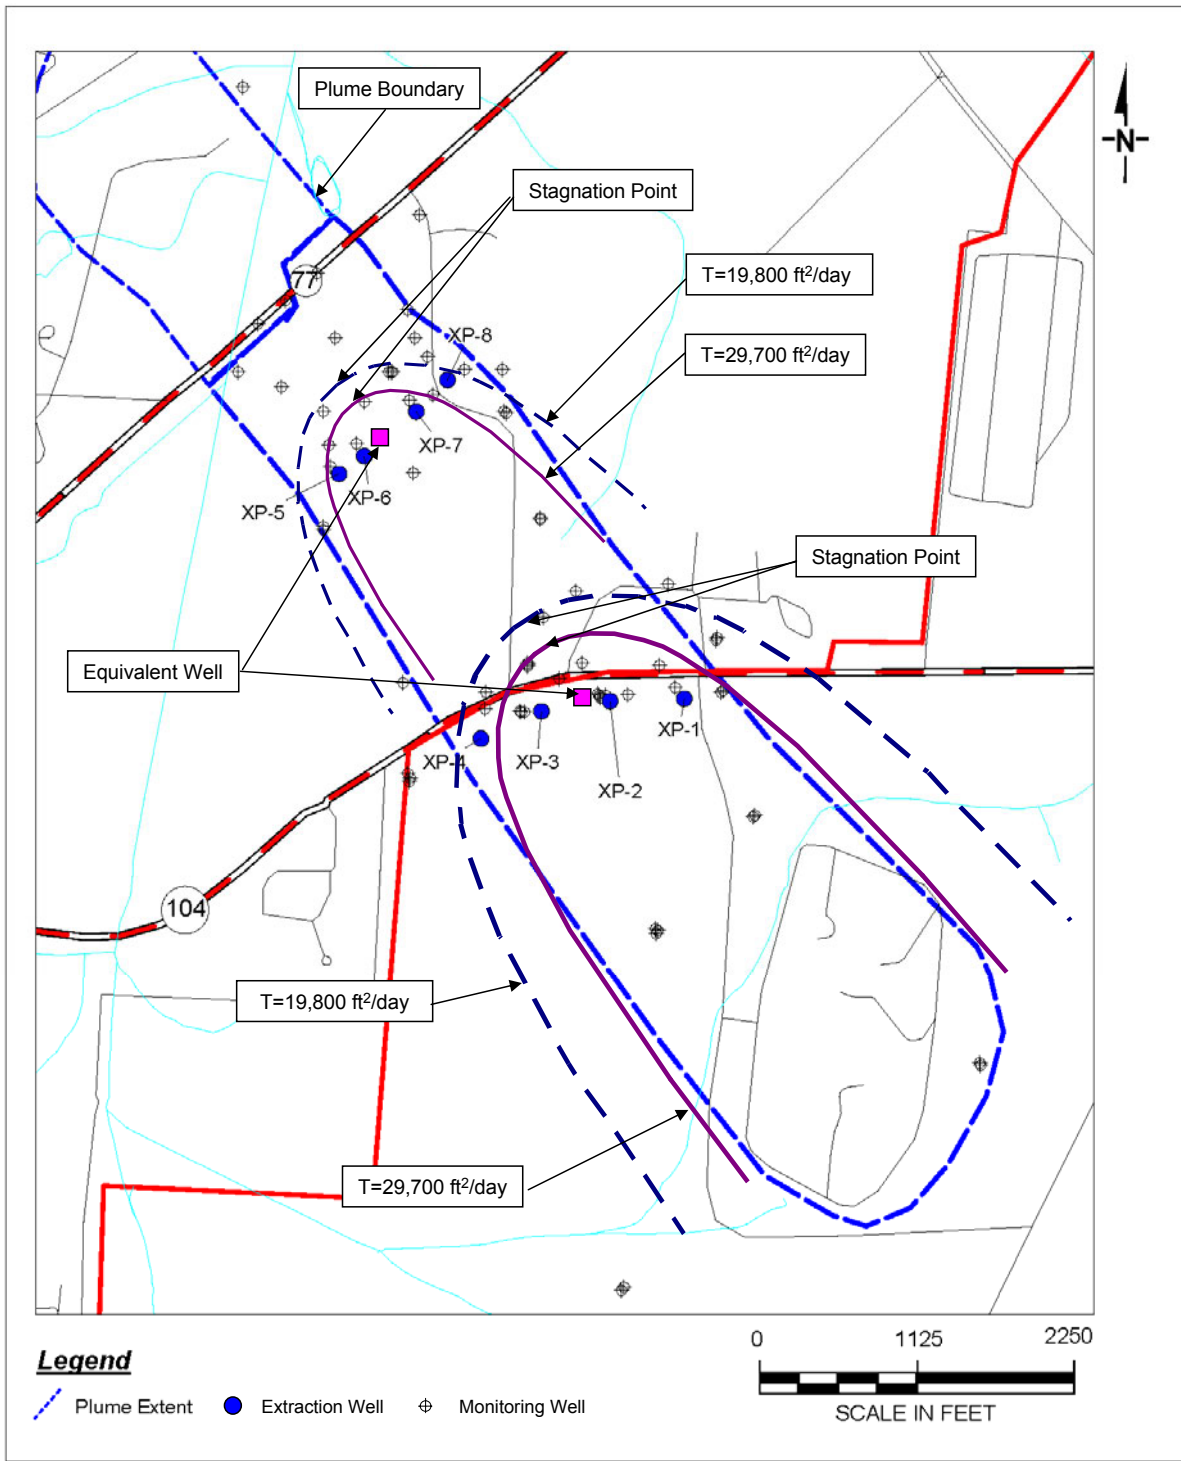 Plume Boundary
N
Stagnation Point
T=19,800 ft²/day
77
XP-8
T=29,700 ft²/day
XP-7
XP-6
XP-5
Stagnation Point
Equivalent Well
XP-1
XP-4
XP-3
XP-2
104
T=19,800 ft²/day
T=29,700 ft²/day
0 1125 2250
SCALE IN FEET
Legend
Plume Extent Extraction Well Monitoring Well